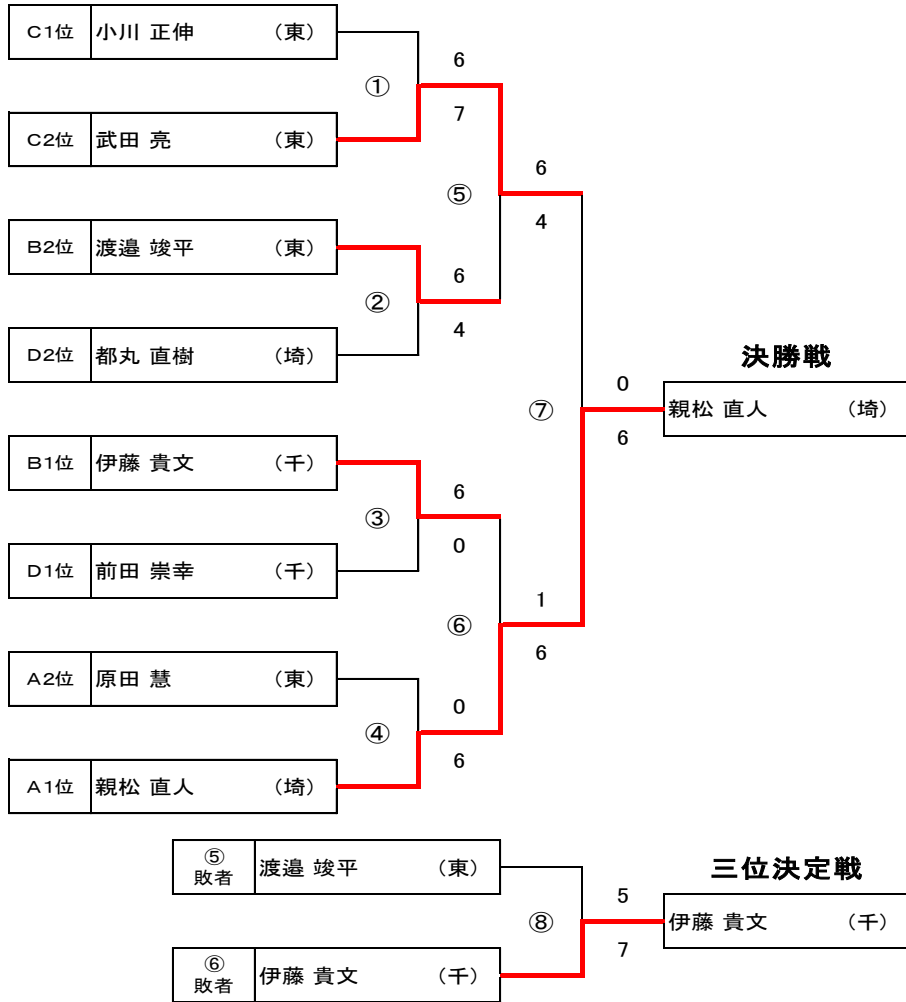 C1位 小川 正伸 （東）
6
①
7
C2位 武田 亮 （東）
6
⑤
4
B2位 渡邉 竣平 （東）
6
②
4
D2位 都丸 直樹 （埼）
決勝戦
0
⑦
親松 直人 （埼）
6
B1位 伊藤 貴文 （千）
6
③
0
D1位 前田 崇幸 （千）
1
⑥
6
A2位 原田 慧 （東）
0
④
6
A1位 親松 直人 （埼）
⑤
敗者
渡邉 竣平 （東）
三位決定戦
5
⑧
伊藤 貴文 （千）
7
⑥
敗者
伊藤 貴文 （千）